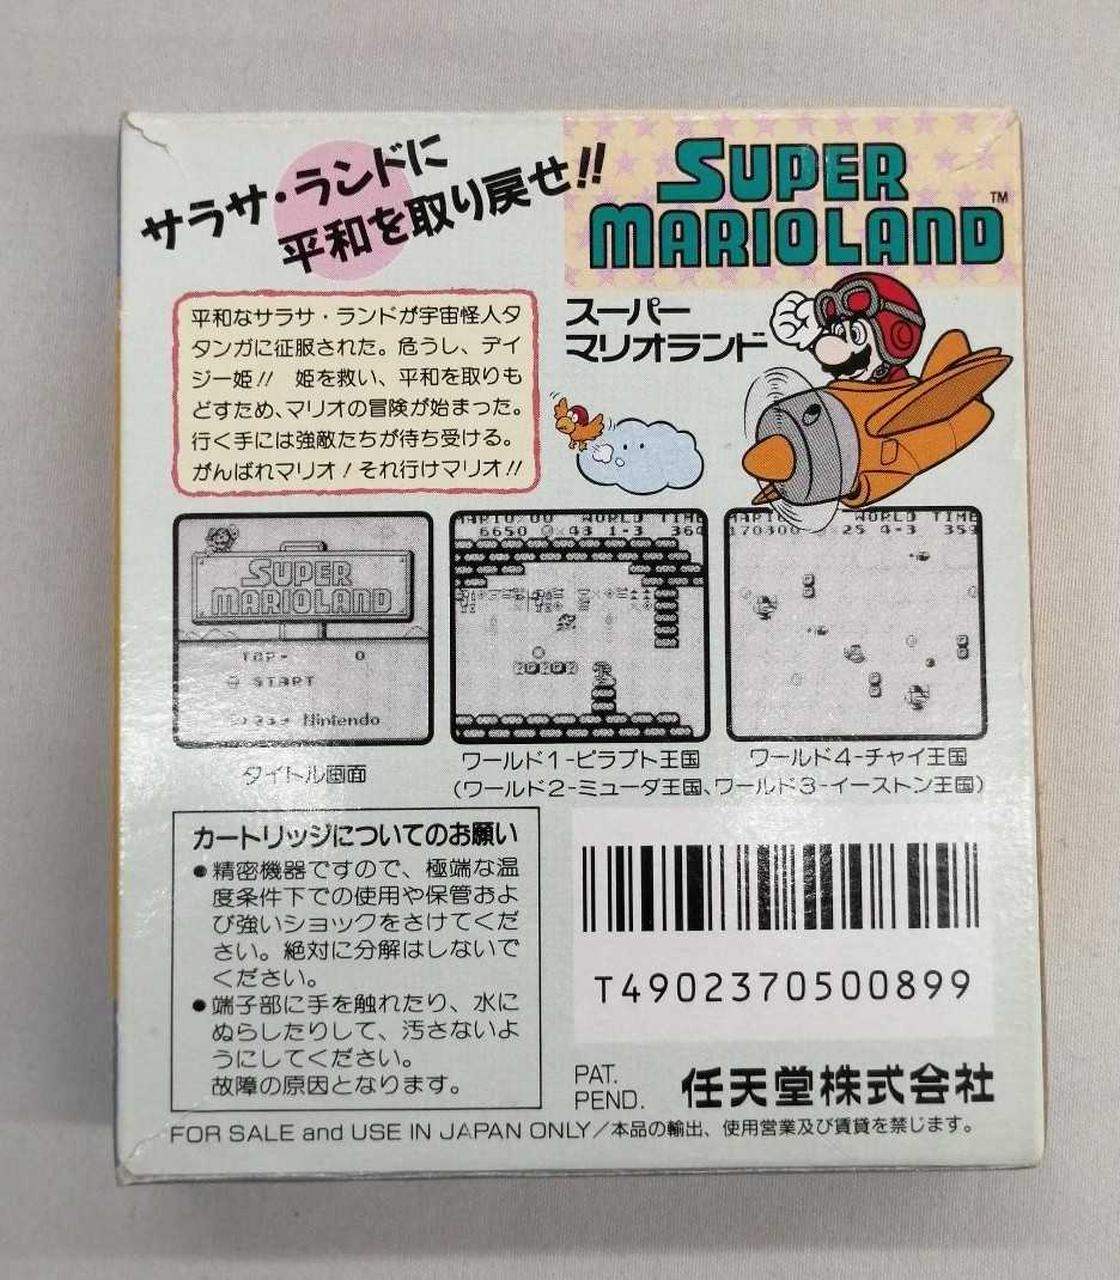 サラサ・ランドに
平和を取り戻せ!!
SUPER
MARIOLAND™
スーパー
マリオランド
平和なサラサ・ランドが宇宙怪人タ
タンガに征服された。危うし、デイ
ジー姫!! 姫を救い、平和を取りも
どすため、マリオの冒険が始まった。
行く手には強敵たちが待ち受ける。
がんばれマリオ!それ行けマリオ!!
SUPER
MARIOLAND
TOP- 0
START
Nintendo
タイトル画面
WORLD TIME
6650 ×43 1-3 364
ワールド1-ピラプト王国
WORLD TIME
170300 ×25 4-3 353
ワールド4-チャイ王国
(ワールド2-ミューダ王国、ワールド3-イーストン王国)
カートリッジについてのお願い
●精密機器ですので、極端な温
度条件下での使用や保管およ
び強いショックをさけてくだ
さい。絶対に分解はしないで
ください。
●端子部に手を触れたり、水に
ぬらしたりして、汚さないよ
うにしてください。
故障の原因となります。
T4902370500899
PAT.
PEND.
任天堂株式会社
FOR SALE and USE IN JAPAN ONLY/本品の輸出、使用営業及び賃貸を禁じます。